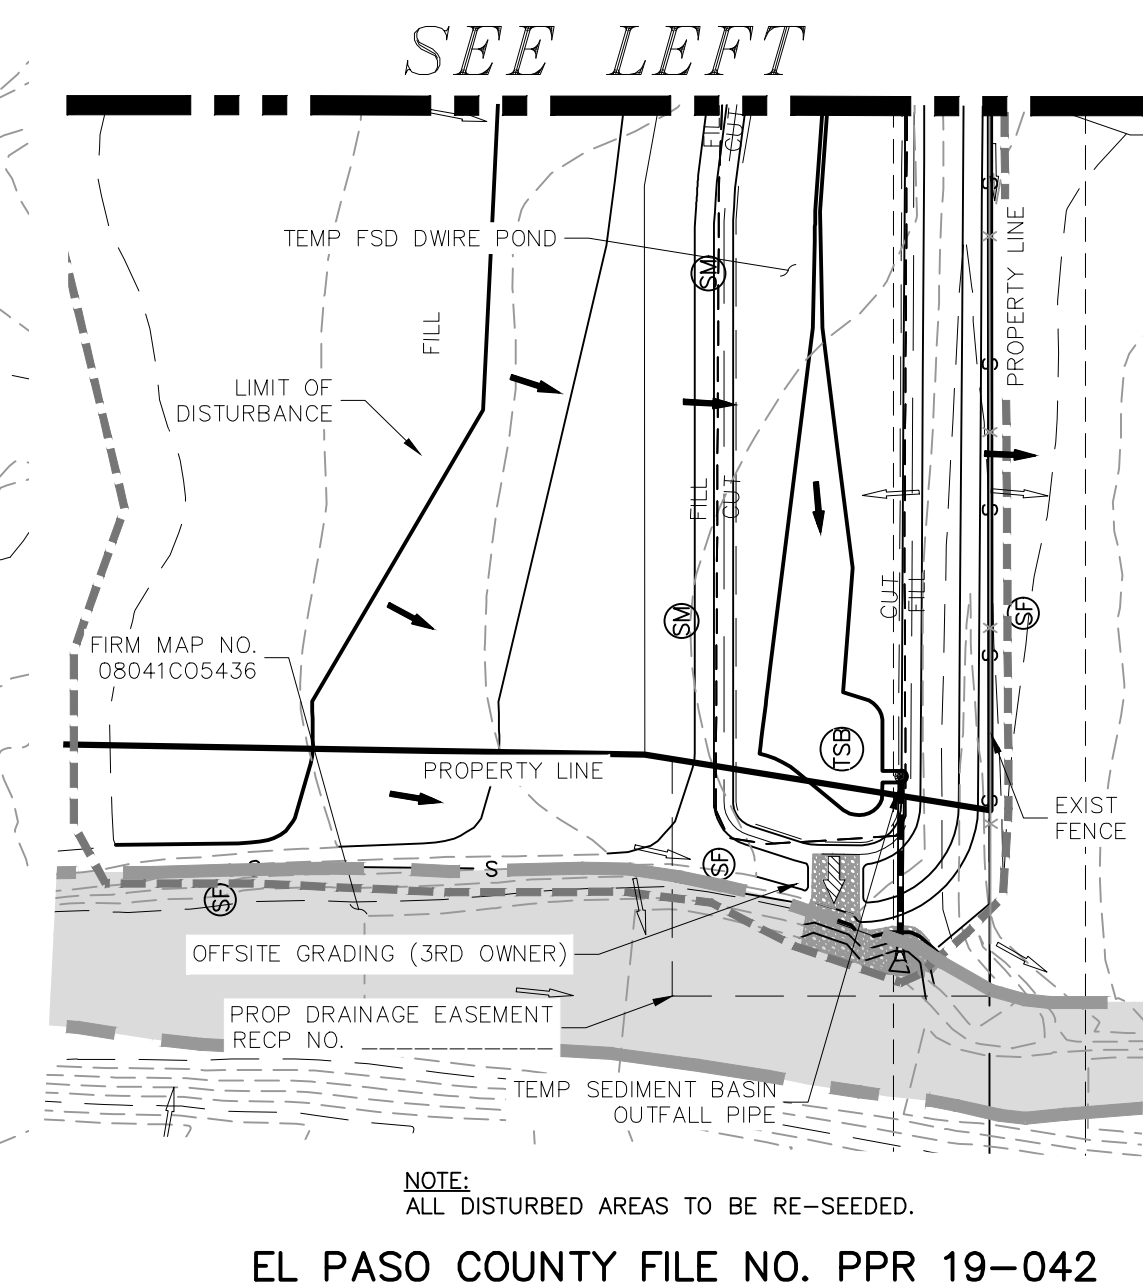 SEE LEFT
FILL
CUT
S
PROPERTY LINE
TEMP FSD DWIRE POND
SM
FILL
S
LIMIT OF
DISTURBANCE
FILL
CUT
S
CUT
FILL
SM
SF
FIRM MAP NO.
08041CO5436
S
TSB
PROPERTY LINE
S
EXIST
FENCE
S
S
SF
SF
OFFSITE GRADING (3RD OWNER)
PROP DRAINAGE EASEMENT
RECP NO. ____________
TEMP SEDIMENT BASIN
OUTFALL PIPE
NOTE:
ALL DISTURBED AREAS TO BE RE-SEEDED.
EL PASO COUNTY FILE NO. PPR 19-042